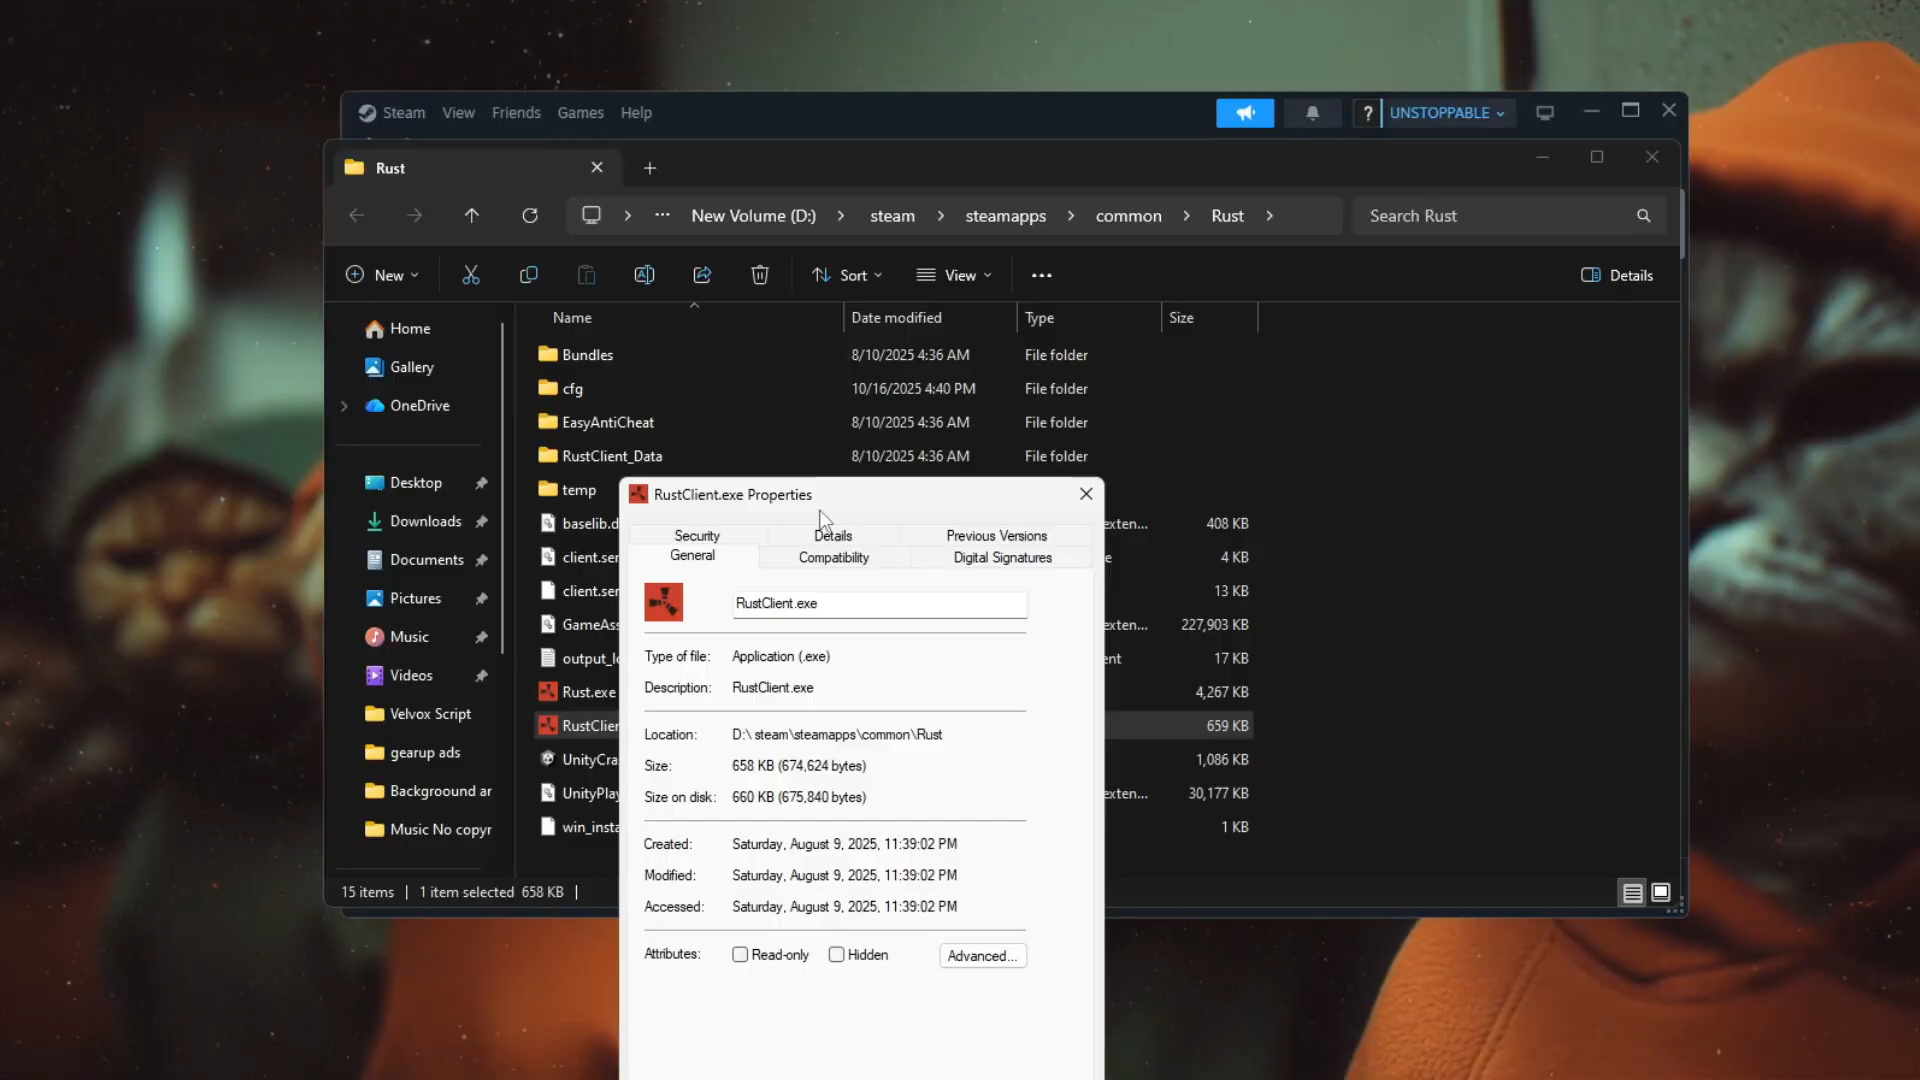 Steam View Friends Games Help ? UNSTOPPABLE
Rust
··· New Volume (D:) steam steamapps common Rust Search Rust
New Sort View ··· Details
Name Date modified Type Size
Home
Gallery
OneDrive
Desktop
Downloads
Documents
Pictures
Music
Videos
Velvox Script
gearup ads
Backgroound ar
Music No copyr
Bundles 8/10/2025 4:36 AM File folder
cfg 10/16/2025 4:40 PM File folder
EasyAntiCheat 8/10/2025 4:36 AM File folder
RustClient_Data 8/10/2025 4:36 AM File folder
temp
baselib.d exten... 408 KB
client.ser e 4 KB
client.ser 13 KB
GameAss exten... 227,903 KB
output_lo ent 17 KB
Rust.exe 4,267 KB
RustClier 659 KB
UnityCra 1,086 KB
UnityPlay exten... 30,177 KB
win_insta 1 KB
15 items | 1 item selected 658 KB |
RustClient.exe Properties
Security Details Previous Versions
General Compatibility Digital Signatures
RustClient.exe
Type of file: Application (.exe)
Description: RustClient.exe
Location: D:\ steam\steamapps\common\Rust
Size: 658 KB (674,624 bytes)
Size on disk: 660 KB (675,840 bytes)
Created: Saturday, August 9, 2025, 11:39:02 PM
Modified: Saturday, August 9, 2025, 11:39:02 PM
Accessed: Saturday, August 9, 2025, 11:39:02 PM
Attributes: Read-only Hidden Advanced...